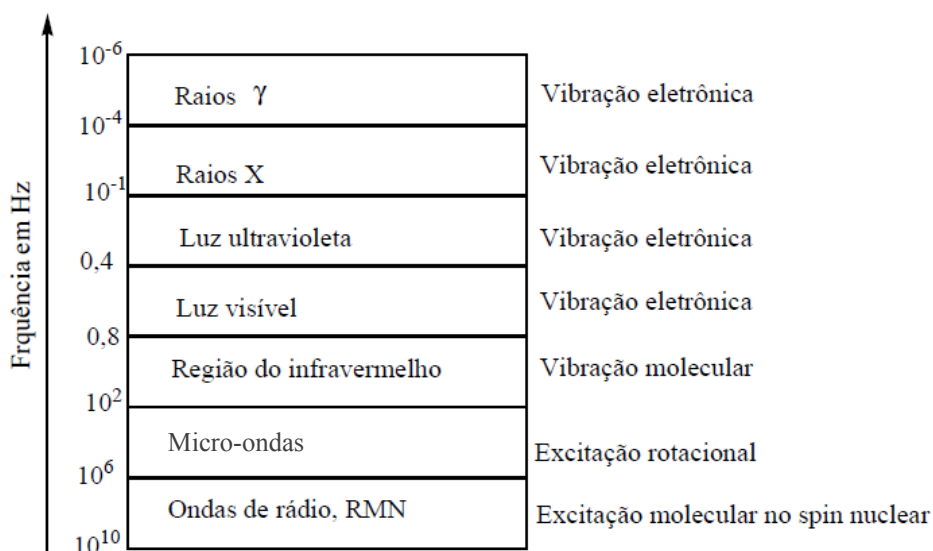 10-6
Raios γ Vibração eletrônica
10-4
Raios X Vibração eletrônica
10-1
Luz ultravioleta Vibração eletrônica
0,4
Luz visível Vibração eletrônica
0,8
Região do infravermelho Vibração molecular
10²
Micro-ondas Excitação rotacional
10⁶
Ondas de rádio, RMN Excitação molecular no spin nuclear
10¹⁰
Frquência em Hz